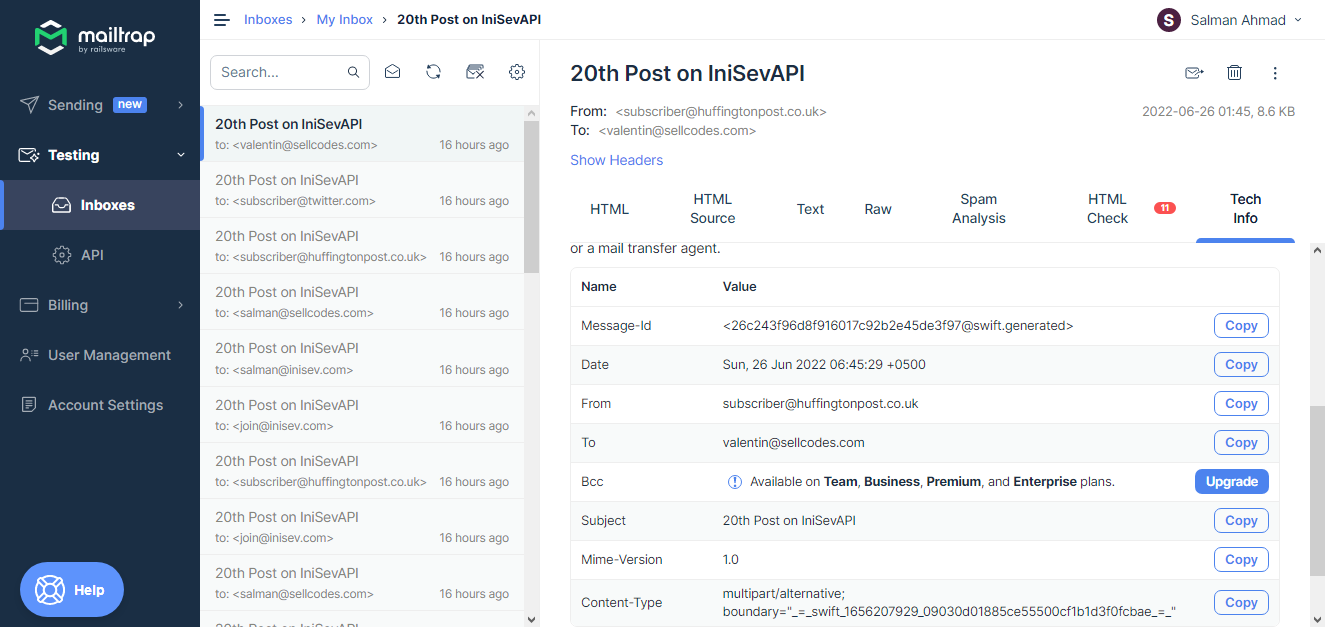 mailtrap
by railsware
Sending new
Testing
Inboxes
API
Billing
User Management
Account Settings
Help
Inboxes › My Inbox › 20th Post on IniSevAPI
S Salman Ahmad
Search...
20th Post on IniSevAPI
to: <valentin@sellcodes.com> 16 hours ago
20th Post on IniSevAPI
to: <subscriber@twitter.com> 16 hours ago
20th Post on IniSevAPI
to: <subscriber@huffingtonpost.co.uk> 16 hours ago
20th Post on IniSevAPI
to: <salman@sellcodes.com> 16 hours ago
20th Post on IniSevAPI
to: <salman@inisev.com> 16 hours ago
20th Post on IniSevAPI
to: <join@inisev.com> 16 hours ago
20th Post on IniSevAPI
to: <subscriber@huffingtonpost.co.uk> 16 hours ago
20th Post on IniSevAPI
to: <join@inisev.com> 16 hours ago
20th Post on IniSevAPI
to: <salman@sellcodes.com> 16 hours ago
20th Post on IniSevAPI
20th Post on IniSevAPI
From: <subscriber@huffingtonpost.co.uk> 2022-06-26 01:45, 8.6 KB
To: <valentin@sellcodes.com>
Show Headers
HTML
HTML
Source
Text
Raw
Spam
Analysis
HTML
Check
11
Tech
Info
or a mail transfer agent.
Name Value
Message-Id <26c243f96d8f916017c92b2e45de3f97@swift.generated> Copy
Date Sun, 26 Jun 2022 06:45:29 +0500 Copy
From subscriber@huffingtonpost.co.uk Copy
To valentin@sellcodes.com Copy
Bcc Available on Team, Business, Premium, and Enterprise plans. Upgrade
Subject 20th Post on IniSevAPI Copy
Mime-Version 1.0 Copy
Content-Type multipart/alternative; Copy
boundary="_=_swift_1656207929_09030d01885ce55500cf1b1d3f0fcbae_=_"